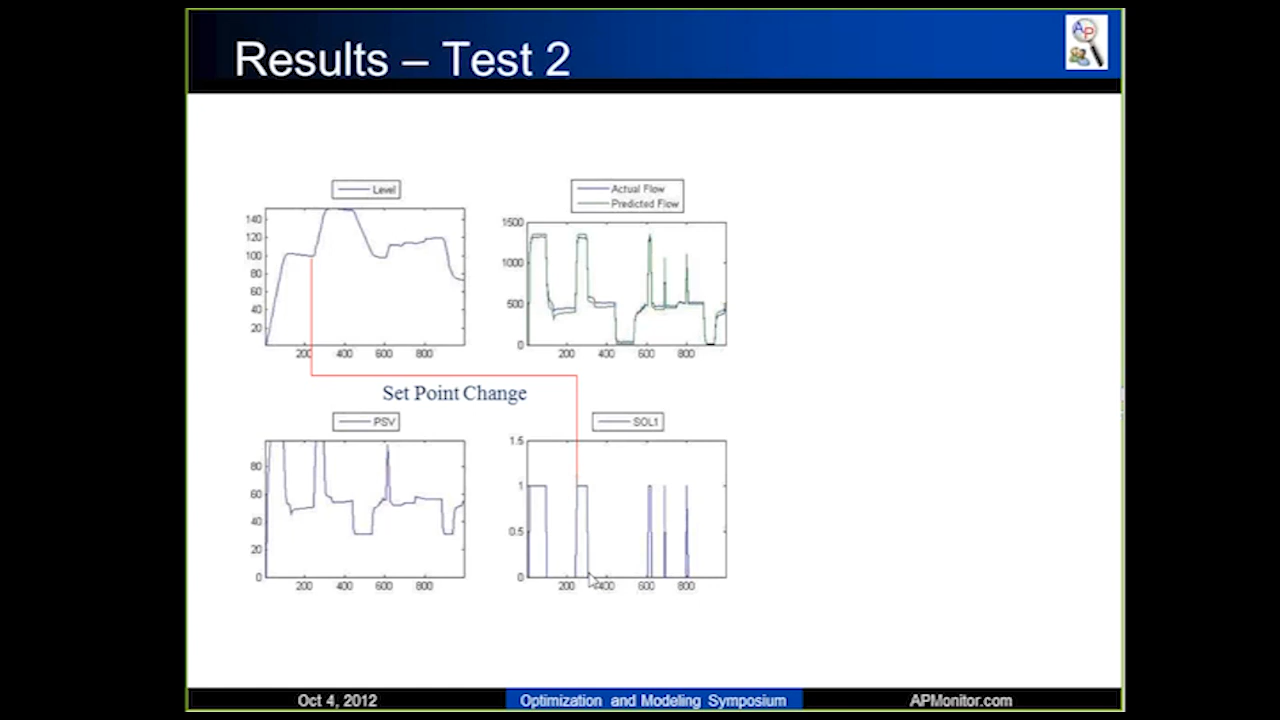 Results – Test 2
AP
Level
140
120
100
80
60
40
20
200 400 600 800
Actual Flow
Predicted Flow
1500
1000
500
0
200 400 600 800
Set Point Change
PSV
80
60
40
20
0
200 400 600 800
SOL1
1.5
1
0.5
0
200 400 600 800
Oct 4, 2012
Optimization and Modeling Symposium
APMonitor.com